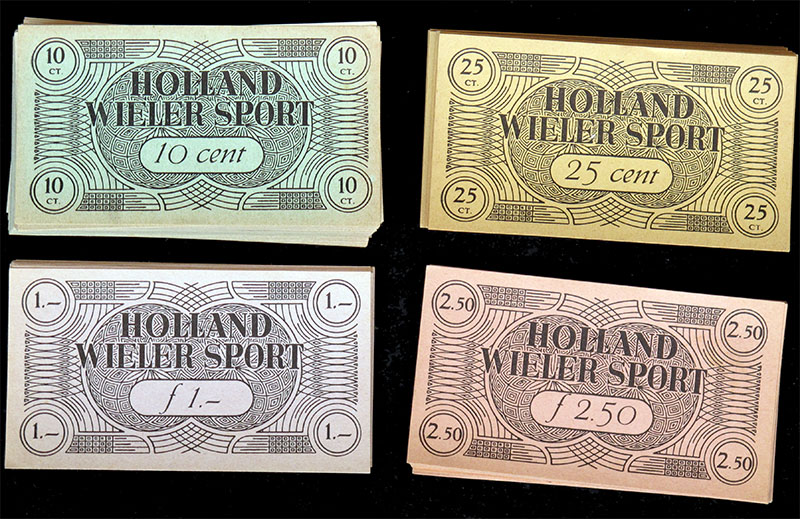 10 CT.
10 CT.
HOLLAND
WIELER SPORT
10 cent
10 CT.
10 CT.
25 CT.
25 CT.
HOLLAND
WIELER SPORT
25 cent
25 CT.
25 CT.
1.–
1.–
HOLLAND
WIELER SPORT
f 1.–
1.–
1.–
2.50
2.50
HOLLAND
WIELER SPORT
f 2.50
2.50
2.50